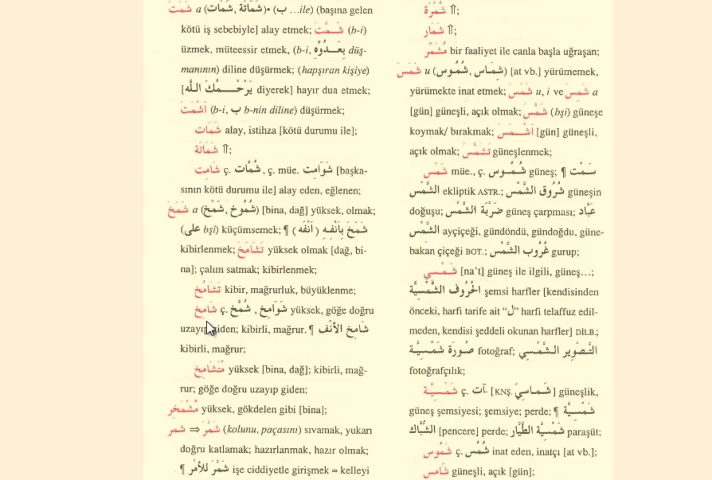 شَمَتَ a (شَمَاتَة، شَمَات)• (ب ...ile) (başına gelen
kötü iş sebebiyle] alay etmek; شَمَّتَ (b-i)
üzmek, müteessir etmek, (b-i, بِعَدُوِّهِ düş-
manının) diline düşürmek; (hapşıran kişiye)
[يَرْحَمُكَ اللَّه diyerek] hayır dua etmek;
أَشْمَتَ (b-i, ب b-nin diline) düşürmek;
شَمَات alay, istihza [kötü durumu ile];
شَمَاتَة ⇑;
شَامِت ç. شُمَّات, ç. müe. شَوَامِت [başka-
sının kötü durumu ile] alay eden, eğlenen;
شَمَخَ a (شُمُوخ، شَمْخ) [bina, dağ] yüksek, olmak;
(على bşi) küçümsemek; ¶ شَمَخَ بِأَنْفِهِ (أَنْفَهُ)
kibirlenmek; تَشَامَخَ yüksek olmak [dağ, bi-
na]; çalım satmak; kibirlenmek;
تَشَامُخ kibir, mağrurluk, büyüklenme;
شَامِخ ç. شُمَّخ , شَوَامِخ yüksek, göğe doğru
uzayıp giden; kibirli, mağrur. ¶ شَامِخ الأَنْف
kibirli, mağrur;
مُتَشَامِخ yüksek [bina, dağ]; kibirli, mağ-
rur; göğe doğru uzayıp giden;
مُشْمَخِرّ yüksek, gökdelen gibi [bina];
شمر ⇒ شَمَّرَ (kolunu, paçasını) sıvamak, yukarı
doğru katlamak; hazırlanmak, hazır olmak;
¶ شَمَّرَ للأَمْر işe ciddiyetle girişmek = kelleyi
شُمْرَة ⇑;
شَمَار ⇑;
مُشَمِّر bir faaliyet ile canla başla uğraşan;
شَمَسَ u (شِمَاس, شُمُوس) [at vb.] yürümemek,
yürümekte inat etmek; شَمَسَ u, i ve شَمِسَ a
[gün] güneşli, açık olmak; شَمَّسَ (bşi) güneşe
koymak/ bırakmak; أَشْمَسَ [gün] güneşli,
açık olmak; تَشَمَّسَ güneşlenmek;
شَمْس müe., ç. شُمُوس güneş; ¶ سَمْت
الشَّمْس ekliptik ASTR.; شُرُوق الشَّمْس güneşin
doğuşu; ضَرْبَة الشَّمْس güneş çarpması; عَبَّاد
الشَّمْس ayçiçeği, gündöndü, gündoğdu, güne-
bakan çiçeği BOT.; غُرُوب الشَّمْس gurup;
شَمْسِي [na't] güneş ile ilgili, güneş...;
الحُرُوف الشَّمْسِيَّة şemsi harfler [kendisinden
önceki, harfi tarife ait "ل" harfi telaffuz edil-
meden, kendisi şeddeli okunan harfler] DİLB.;
التَّصْوِير الشَّمْسِي ;fotoğraf صُورَة شَمْسِيَّة
fotoğrafçılık;
شَمْسِيَّة ç. ات. [KNŞ. شَمَاسِيّ] güneşlik,
güneş şemsiyesi; şemsiye; perde; ¶ شَمْسِيَّة
الشُّبَّاك [pencere] perde; شَمْسِيَّة الطَّيَّار paraşüt;
شَمُوس ç. شُمْس inat eden, inatçı [at vb.];
شَامِس güneşli, açık [gün];